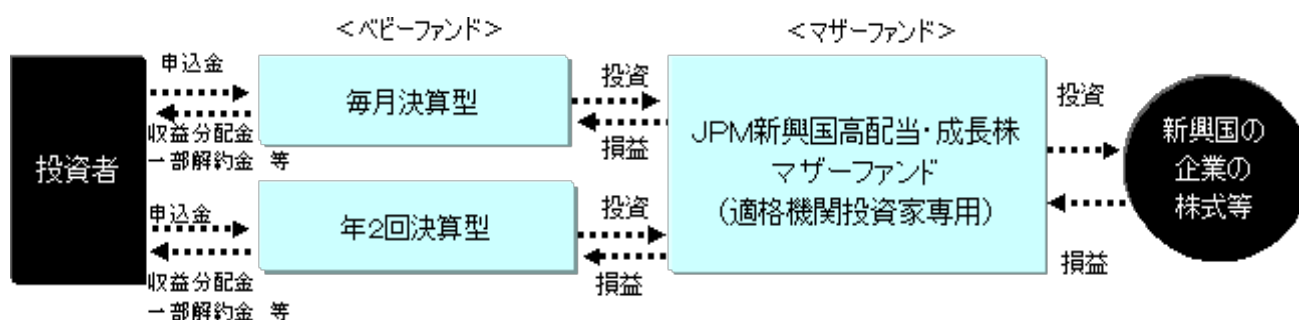 ＜ベビーファンド＞
＜マザーファンド＞
投資者
申込金
収益分配金
一部解約金 等
毎月決算型
投資
損益
申込金
収益分配金
一部解約金 等
年2回決算型
投資
損益
JPM新興国高配当・成長株
マザーファンド
（適格機関投資家専用）
投資
損益
新興国の
企業の
株式等